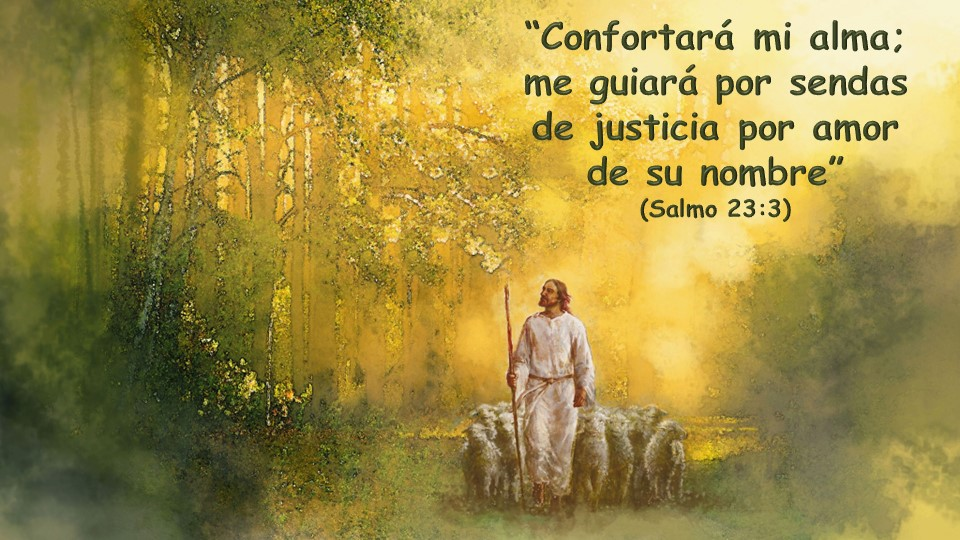 “Confortará mi alma;
me guiará por sendas
de justicia por amor
de su nombre”
(Salmo 23:3)